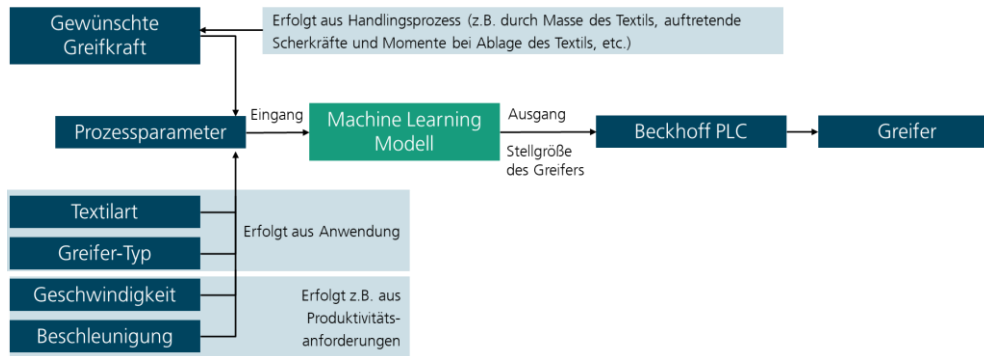 Gewünschte
Greifkraft
Erfolgt aus Handlingsprozess (z.B. durch Masse des Textils, auftretende
Scherkräfte und Momente bei Ablage des Textils, etc.)
Prozessparameter
Eingang
Machine Learning
Modell
Ausgang
Stellgröße
des Greifers
Beckhoff PLC
Greifer
Textilart
Greifer-Typ
Erfolgt aus Anwendung
Geschwindigkeit
Beschleunigung
Erfolgt z.B. aus
Produktivitäts-
anforderungen